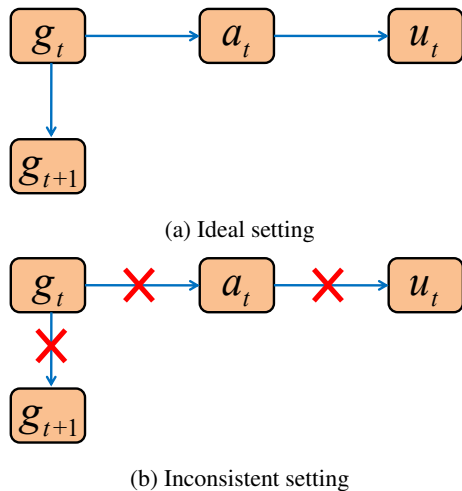 g_t a_t u_t
g_{t+1}
(a) Ideal setting
g_t a_t u_t
g_{t+1}
(b) Inconsistent setting